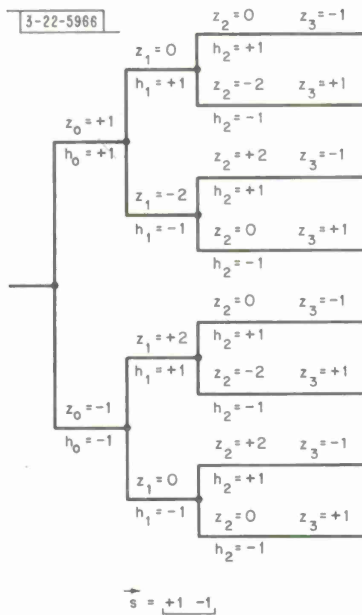 3-22-5966
z₂ = 0 z₃ = -1
z₁ = 0 h₂ = +1
h₁ = +1 z₂ = -2 z₃ = +1
h₂ = -1
z₀ = +1
h₀ = +1
z₂ = +2 z₃ = -1
z₁ = -2 h₂ = +1
h₁ = -1 z₂ = 0 z₃ = +1
h₂ = -1
z₂ = 0 z₃ = -1
z₁ = +2 h₂ = +1
h₁ = +1 z₂ = -2 z₃ = +1
h₂ = -1
z₀ = -1
h₀ = -1
z₂ = +2 z₃ = -1
z₁ = 0 h₂ = +1
h₁ = -1 z₂ = 0 z₃ = +1
h₂ = -1
s⃗ = +1 -1